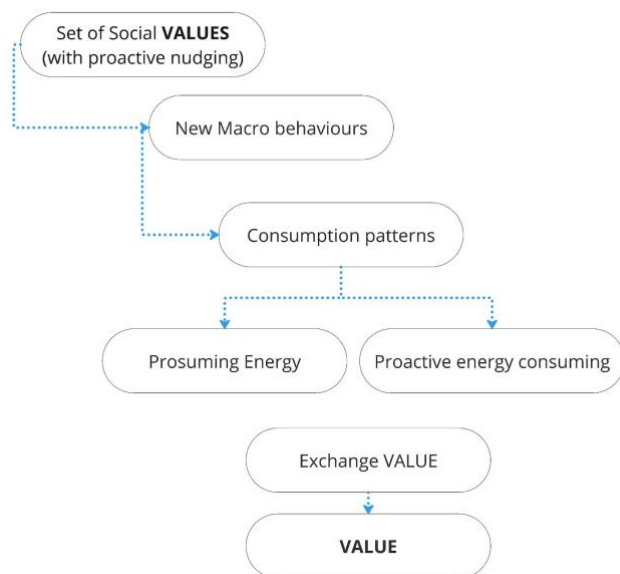 Set of Social VALUES
(with proactive nudging)
New Macro behaviours
Consumption patterns
Prosuming Energy
Proactive energy consuming
Exchange VALUE
VALUE